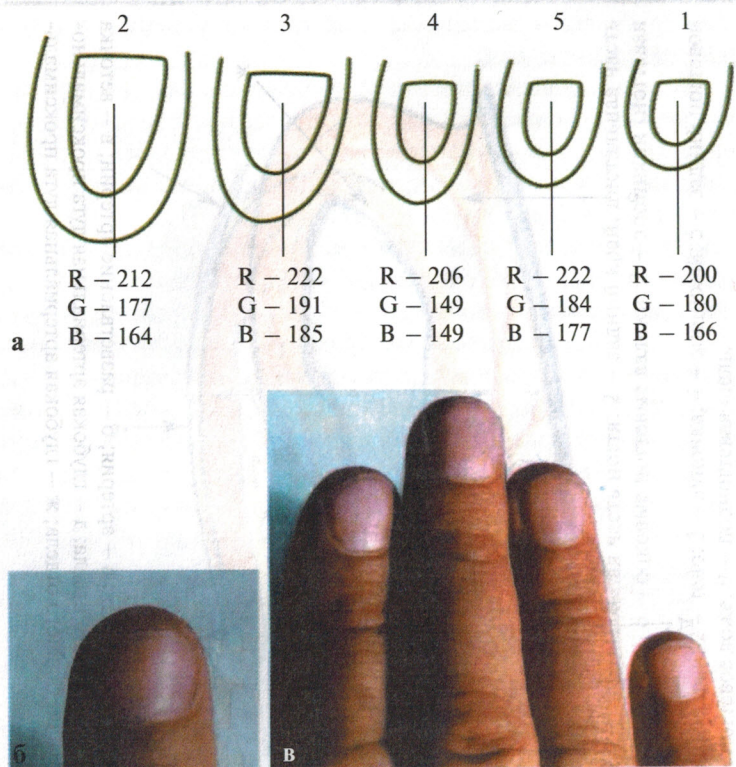 2 3 4 5 1
R – 212 R – 222 R – 206 R – 222 R – 200
G – 177 G – 191 G – 149 G – 184 G – 180
B – 164 B – 185 B – 149 B – 177 B – 166
а
б
в